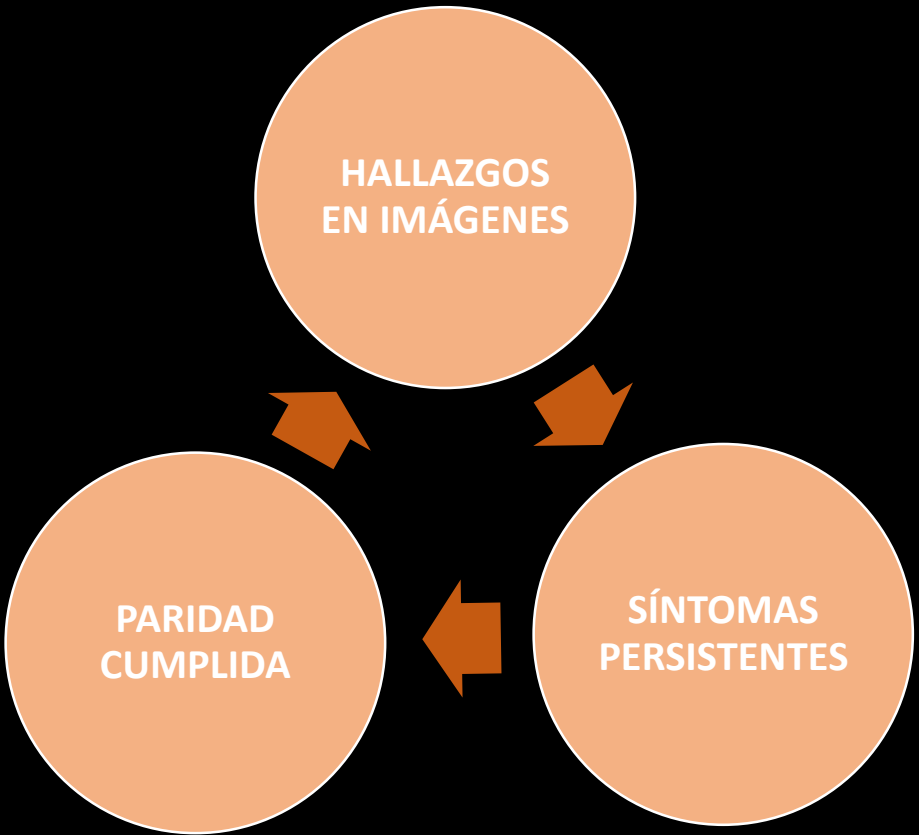 HALLAZGOS
EN IMÁGENES
SÍNTOMAS
PERSISTENTES
PARIDAD
CUMPLIDA